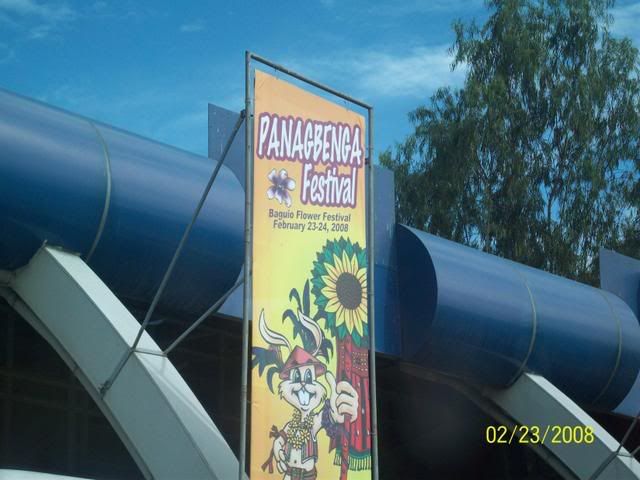 PANAGBENGA
Festival
Baguio Flower Festival
February 23-24, 2008
02/23/2008